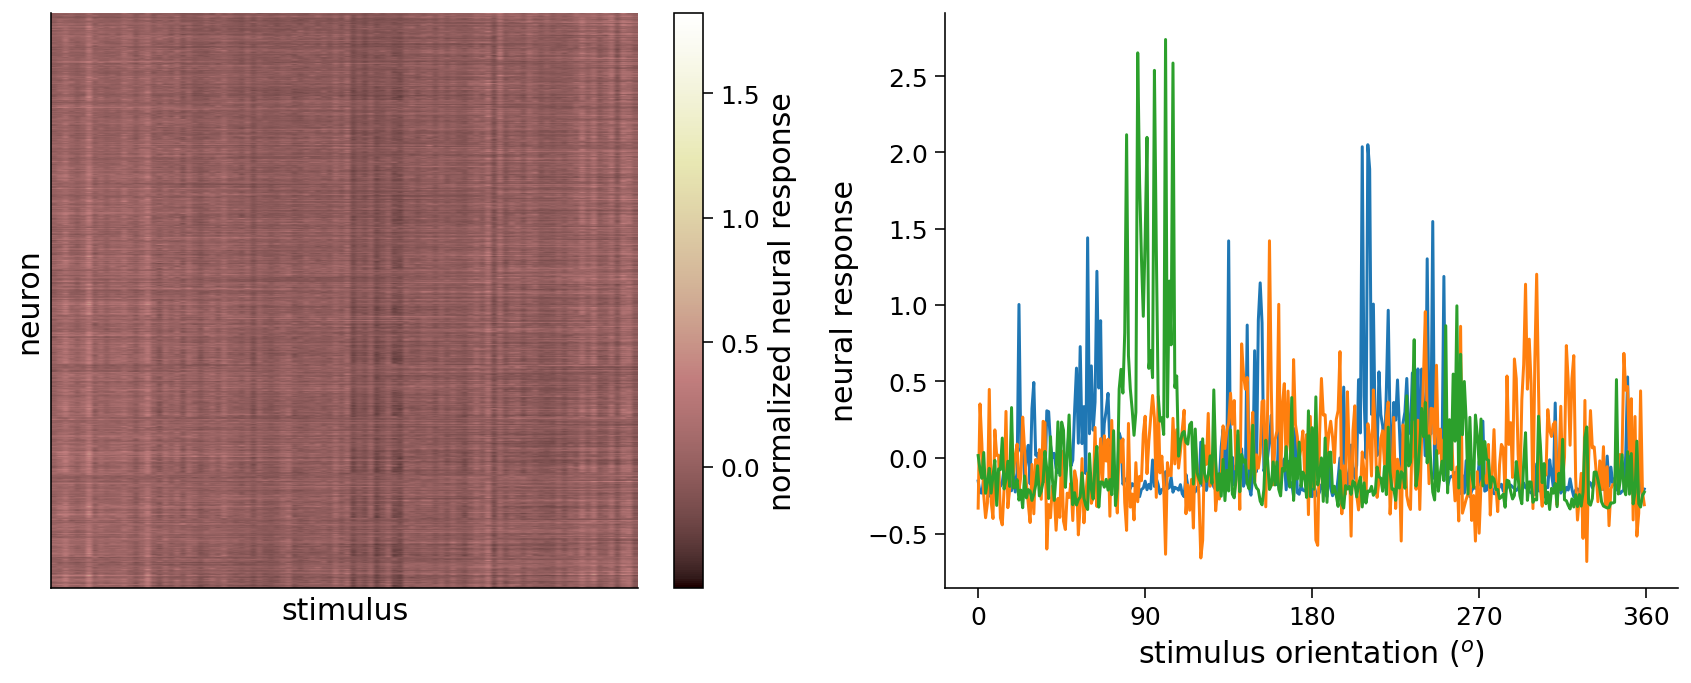 neuron
stimulus
1.5
1.0
0.5
0.0
normalized neural response
neural response
2.5
2.0
1.5
1.0
0.5
0.0
−0.5
0 90 180 270 360
stimulus orientation (o)